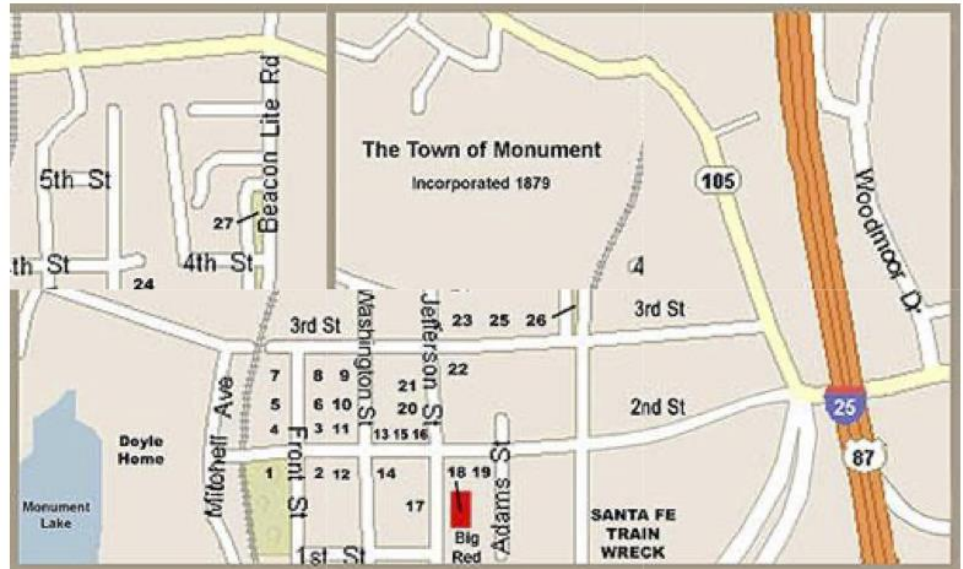 Beacon Lite Rd
5th St
27
4th St
th St
24
The Town of Monument
Incorporated 1879
105
Woodmoor Dr
4
3rd St
Washington St
Jefferson St
23 25 26
3rd St
7 8 9
22
21
5 6 10
20
2nd St
25
4 3 11
13 15 16
Mitchell Ave
Front St
Doyle
Home
87
1 2 12 14
18 19
Adams St
17
Monument
Lake
SANTA FE
TRAIN
WRECK
Big
Red
1st St